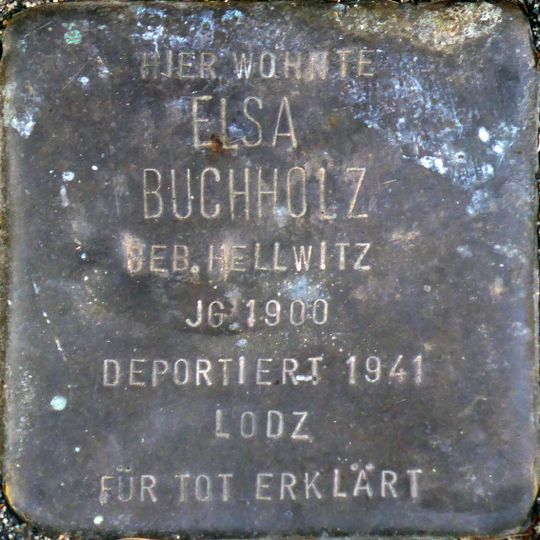 HIER WOHNTE
ELSA
BUCHHOLZ
GEB. HELLWITZ
JG. 1900
DEPORTIERT 1941
LODZ
FÜR TOT ERKLÄRT